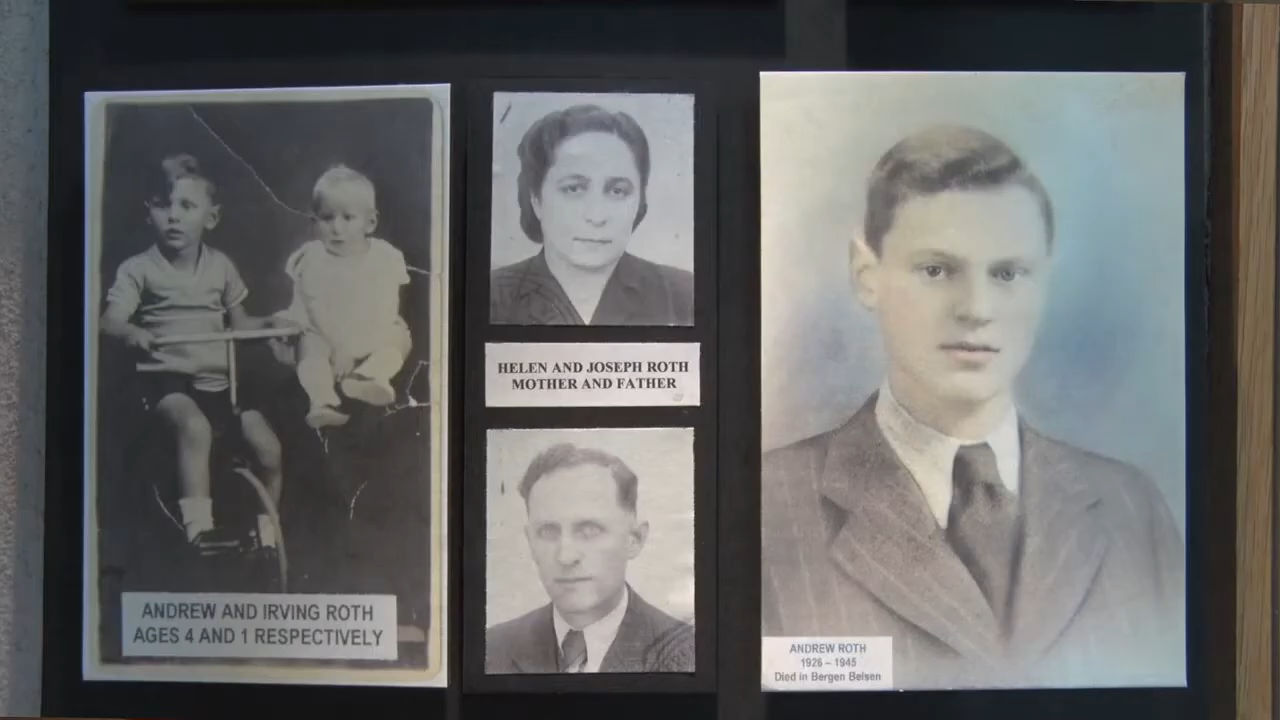 ANDREW AND IRVING ROTH
AGES 4 AND 1 RESPECTIVELY
HELEN AND JOSEPH ROTH
MOTHER AND FATHER
ANDREW ROTH
1926 – 1945
Died in Bergen Belsen